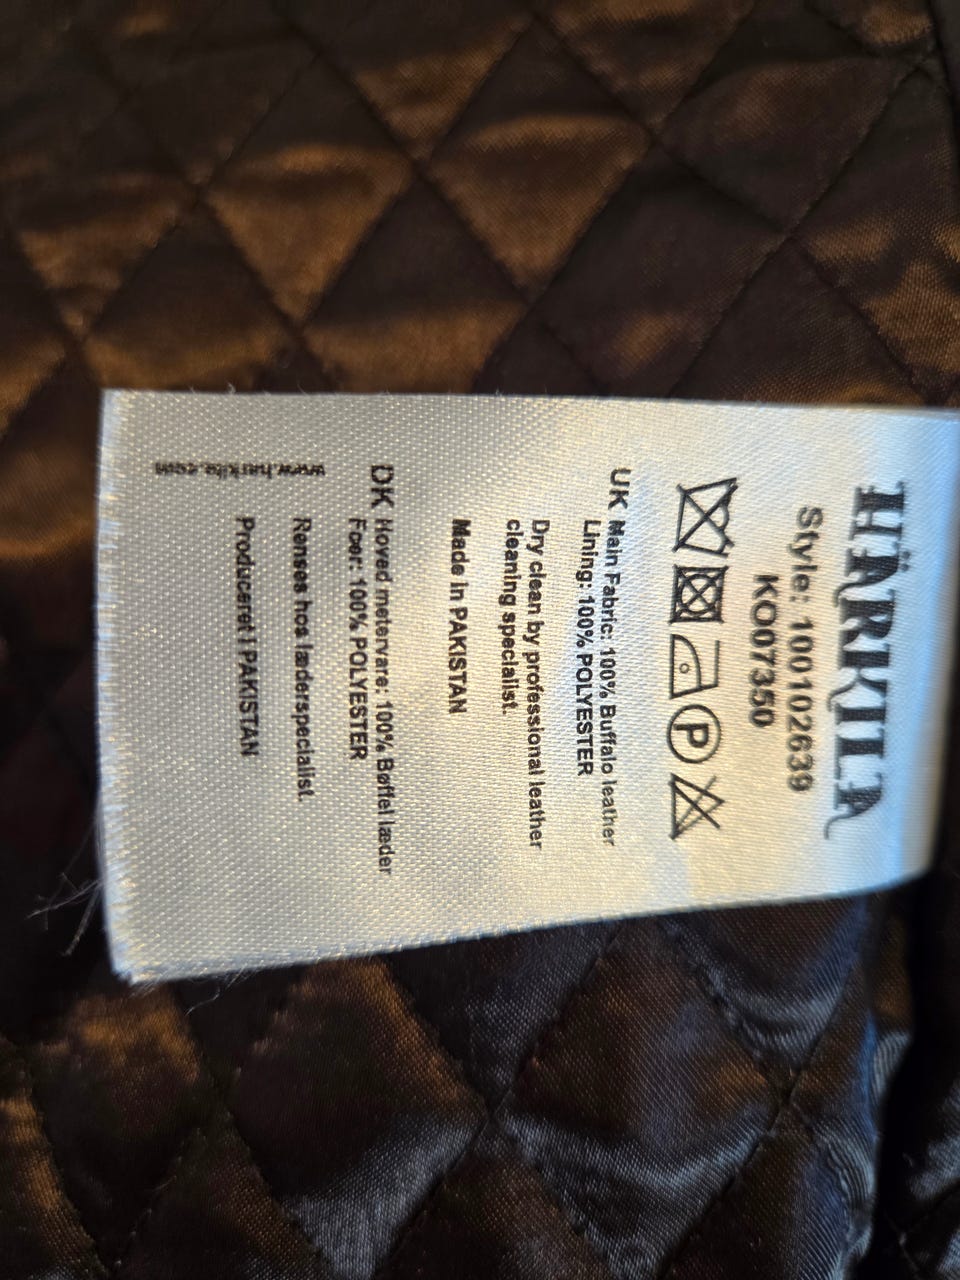 HÄRKILA
Style: 100102639
KO07350
P
UK Main Fabric: 100% Buffalo leather
Lining: 100% POLYESTER
Dry clean by professional leather
cleaning specialist.
Made in PAKISTAN
DK Hoved metervare: 100% Bøffel læder
Foer: 100% POLYESTER
Renses hos læderspecialist.
Produceret I PAKISTAN
www.harkila.com